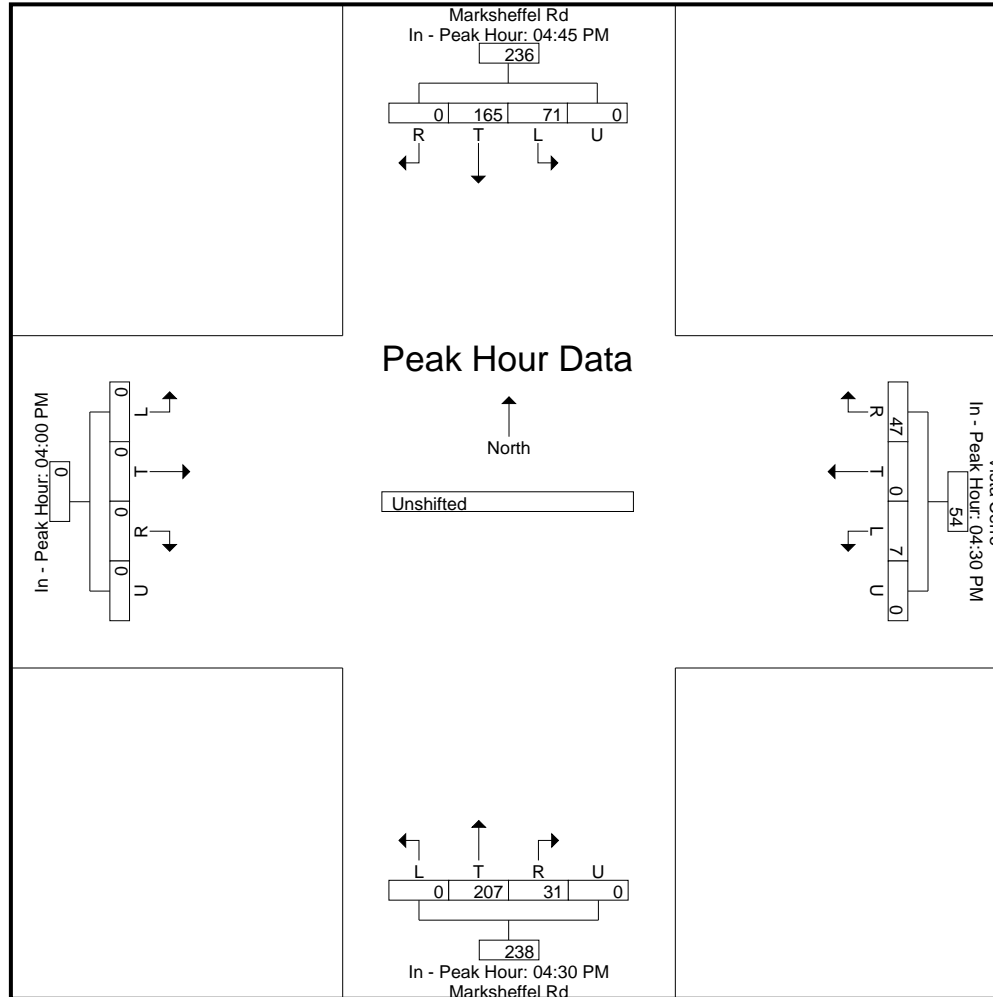 Marksheffel Rd
In - Peak Hour: 04:45 PM
236
0 165 71 0
R T L U
Peak Hour Data
North
Unshifted
In - Peak Hour: 04:00 PM
0
0 0 0 0
L T R U
In - Peak Hour: 04:30 PM
54
47 0 7 0
R T L U
L T R U
0 207 31 0
238
In - Peak Hour: 04:30 PM
Marksheffel Rd